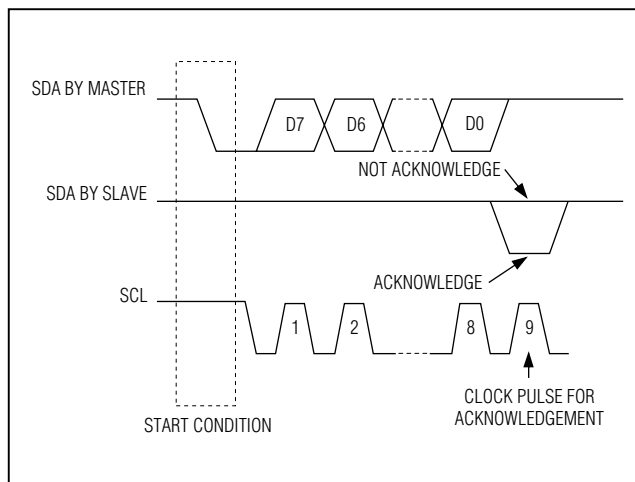 SDA BY MASTER
D7
D6
D0
NOT ACKNOWLEDGE
SDA BY SLAVE
ACKNOWLEDGE
SCL
1
2
8
9
CLOCK PULSE FOR
ACKNOWLEDGEMENT
START CONDITION